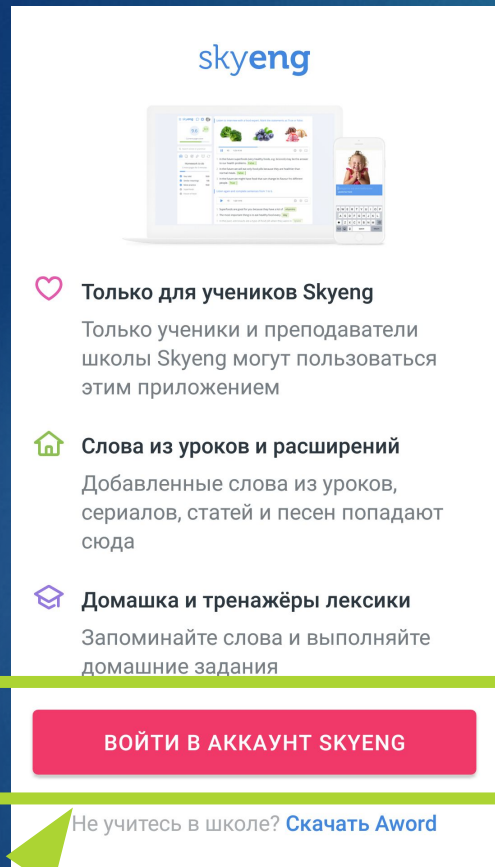 skyeng
Только для учеников Skyeng
Только ученики и преподаватели
школы Skyeng могут пользоваться
этим приложением
Слова из уроков и расширений
Добавленные слова из уроков,
сериалов, статей и песен попадают
сюда
Домашка и тренажёры лексики
Запоминайте слова и выполняйте
домашние задания
ВОЙТИ В АККАУНТ SKYENG
Не учитесь в школе? Скачать Aword